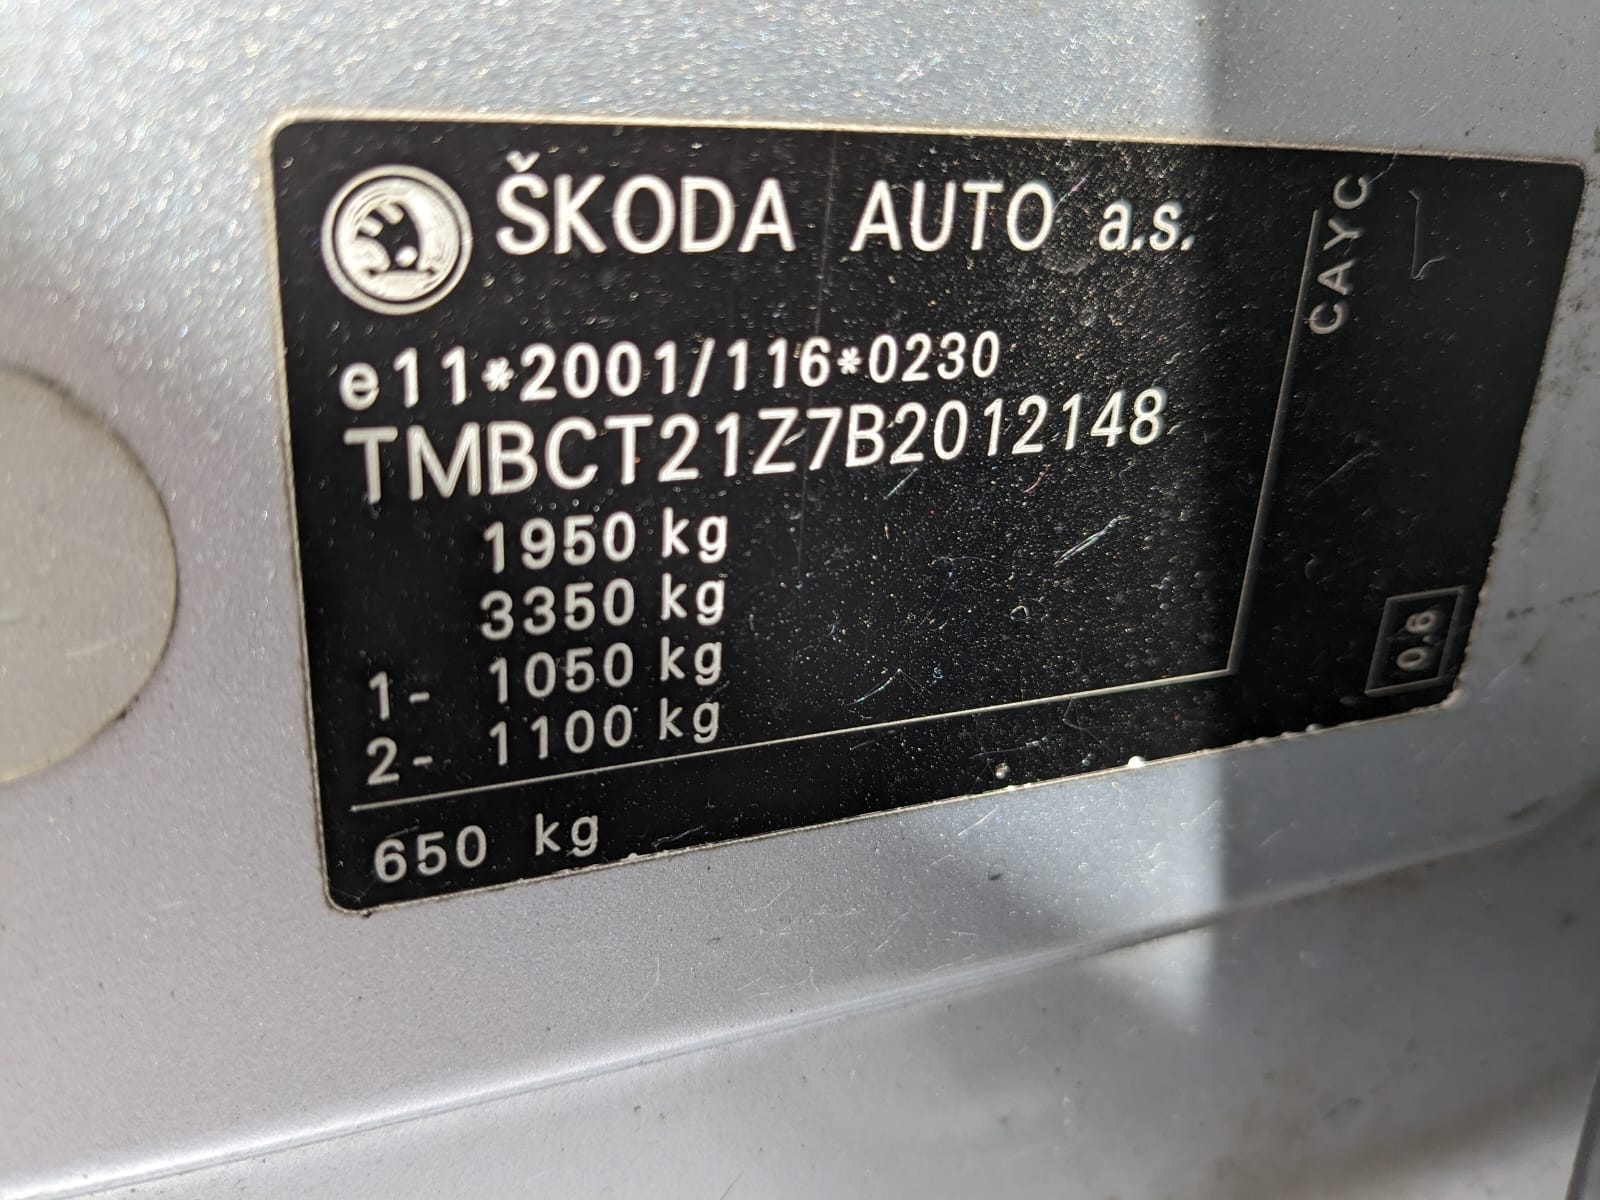 ŠKODA AUTO a.s.
e11*2001/116*0230
TMBCT21Z7B2012148
1950 kg
3350 kg
1- 1050 kg
2- 1100 kg
650 kg
CAYC
0.6